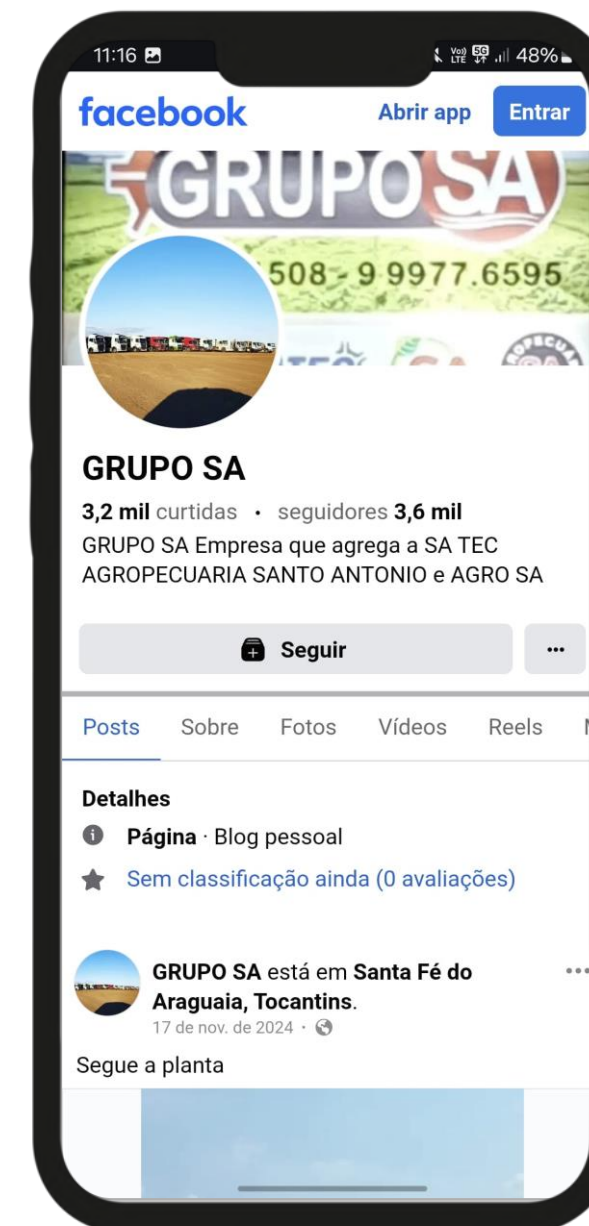 11:16
Vo)) 5G 48%
LTE
facebook
Abrir app
Entrar
GRUPO SA
508-9 9977.6595
GRUPO SA
3,2 mil curtidas • seguidores 3,6 mil
GRUPO SA Empresa que agrega a SA TEC
AGROPECUARIA SANTO ANTONIO e AGRO SA
Seguir
Posts Sobre Fotos Vídeos Reels
Detalhes
Página · Blog pessoal
Sem classificação ainda (0 avaliações)
GRUPO SA está em Santa Fé do
Araguaia, Tocantins.
17 de nov. de 2024 ·
Segue a planta